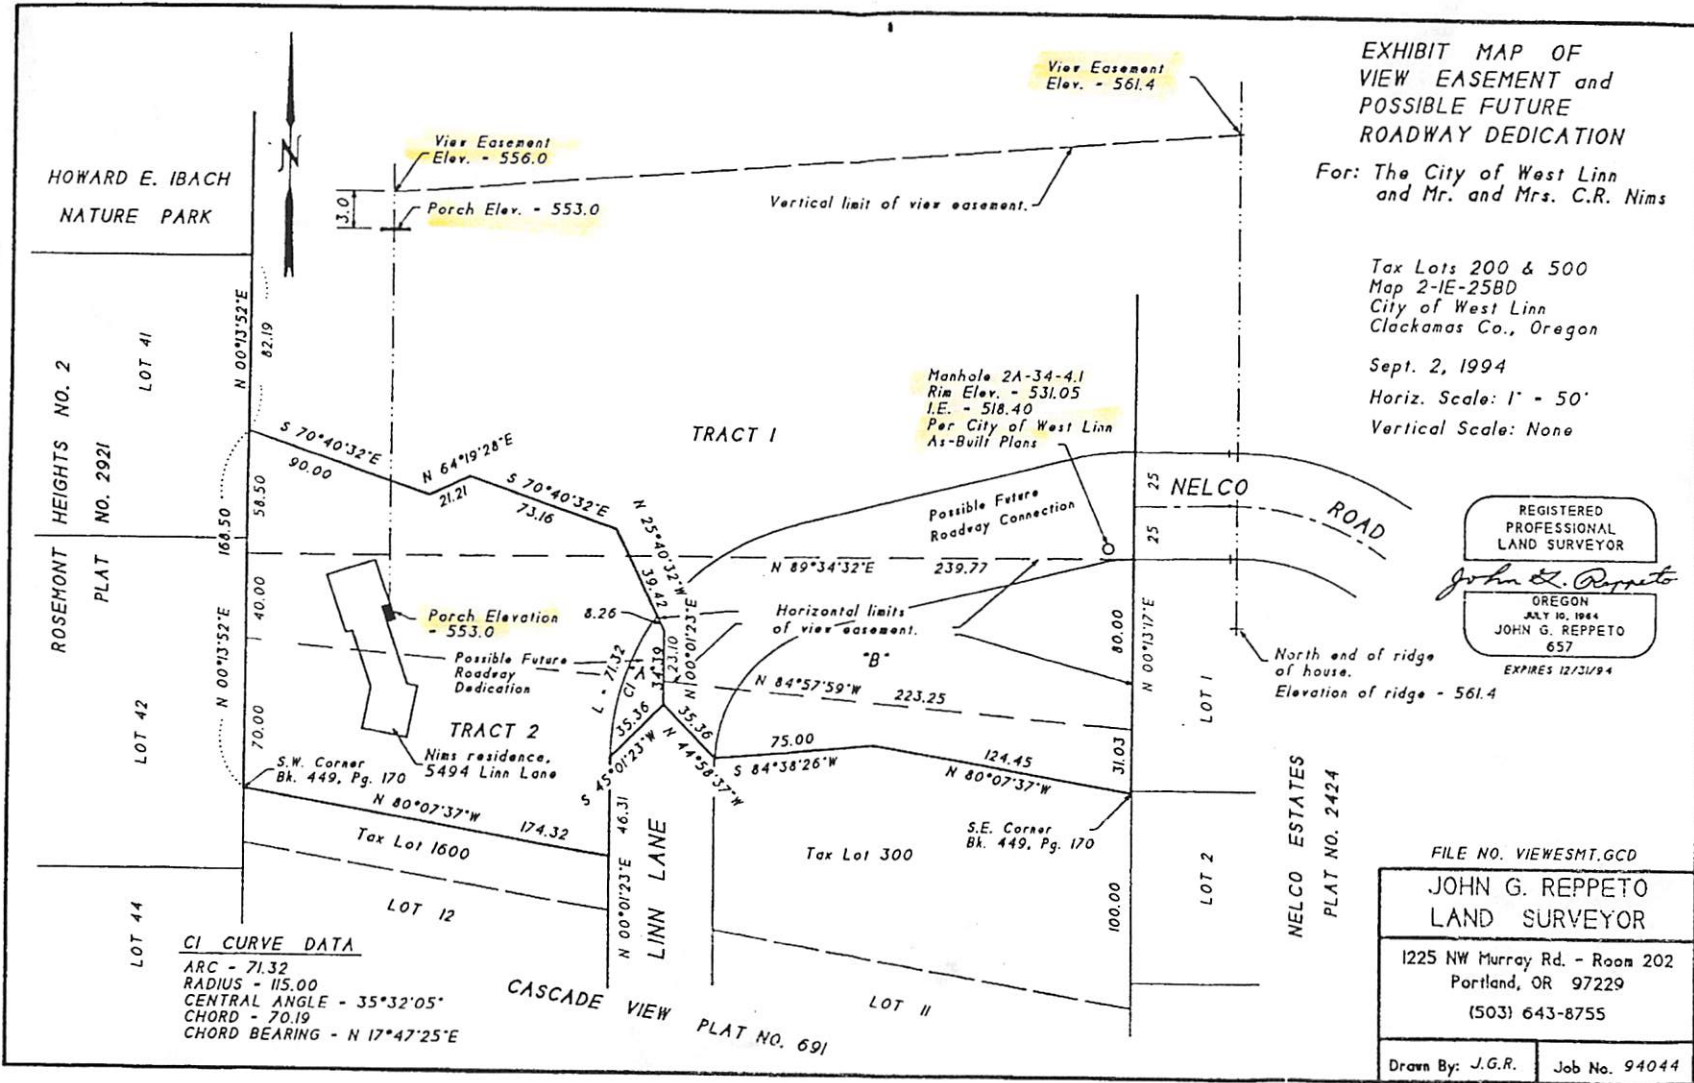 EXHIBIT MAP OF
VIEW EASEMENT and
POSSIBLE FUTURE
ROADWAY DEDICATION
For: The City of West Linn
and Mr. and Mrs. C.R. Nims
Tax Lots 200 & 500
Map 2-1E-25BD
City of West Linn
Clackamas Co., Oregon
Sept. 2, 1994
Horiz. Scale: 1" - 50'
Vertical Scale: None
View Easement
Elev. - 561.4
View Easement
Elev. - 556.0
3.0
Porch Elev. - 553.0
Vertical limit of view easement.
N
HOWARD E. IBACH
NATURE PARK
ROSEMONT HEIGHTS NO. 2
PLAT NO. 2921
LOT 41
LOT 42
LOT 44
N 00°13'52"E
82.19
168.50
58.50
40.00
N 00°13'52"E
70.00
S 70°40'32"E
90.00
N 64°19'28"E
21.21
S 70°40'32"E
73.16
N 25°40'32"W
39.42
TRACT 1
Manhole 2A-34-4.1
Rim Elev. - 531.05
I.E. - 518.40
Per City of West Linn
As-Built Plans
Possible Future
Roadway Connection
25
25
NELCO ROAD
N 89°34'32"E 239.77
Horizontal limits
of view easement.
"B"
N 84°57'59"W 223.25
80.00
N 00°13'17"E
31.03
100.00
Porch Elevation
- 553.0
8.26
L = 71.32
C1
"A"
34.39
23.10
N 00°01'23"E
Possible Future
Roadway
Dedication
TRACT 2
Nims residence,
5494 Linn Lane
S.W. Corner
Bk. 449, Pg. 170
N 80°07'37"W 174.32
Tax Lot 1600
LOT 12
35.36
S 45°01'23"W
35.36
N 44°58'37"W
75.00
S 84°38'26"W
124.45
N 80°07'37"W
N 00°01'23"E 46.31
LINN LANE
Tax Lot 300
S.E. Corner
Bk. 449, Pg. 170
LOT 11
LOT 1
LOT 2
NELCO ESTATES
PLAT NO. 2424
North end of ridge
of house.
Elevation of ridge - 561.4
REGISTERED
PROFESSIONAL
LAND SURVEYOR
John G. Reppeto
OREGON
JULY 10, 1964
JOHN G. REPPETO
657
EXPIRES 12/31/94
C1 CURVE DATA
ARC - 71.32
RADIUS - 115.00
CENTRAL ANGLE - 35°32'05"
CHORD - 70.19
CHORD BEARING - N 17°47'25"E
CASCADE VIEW PLAT NO. 691
FILE NO. VIEWESMT.GCD
JOHN G. REPPETO
LAND SURVEYOR
1225 NW Murray Rd. - Room 202
Portland, OR 97229
(503) 643-8755
Drawn By: J.G.R.
Job No. 94044